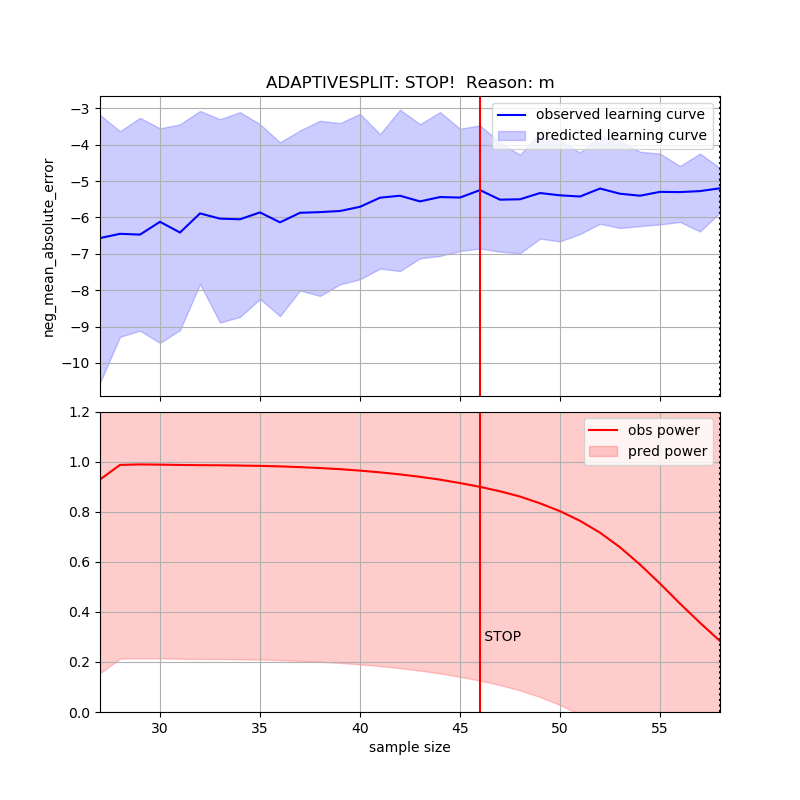 ADAPTIVESPLIT: STOP!  Reason: m
−3
−4
−5
−6
−7
−8
−9
−10
neg_mean_absolute_error
observed learning curve
predicted learning curve
1.2
1.0
0.8
0.6
0.4
0.2
0.0
obs power
pred power
STOP
30
35
40
45
50
55
sample size